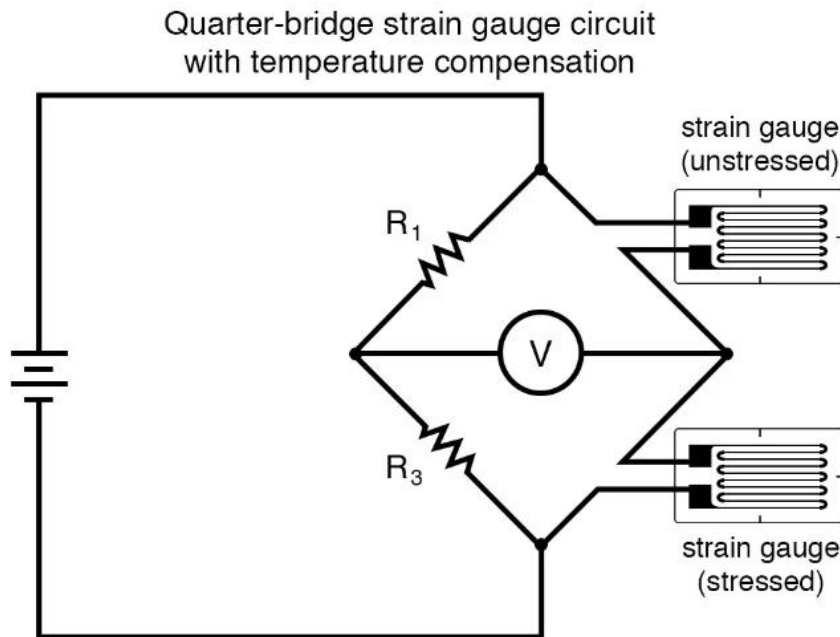 Quarter-bridge strain gauge circuit
with temperature compensation
strain gauge
(unstressed)
R₁
V
R₃
strain gauge
(stressed)